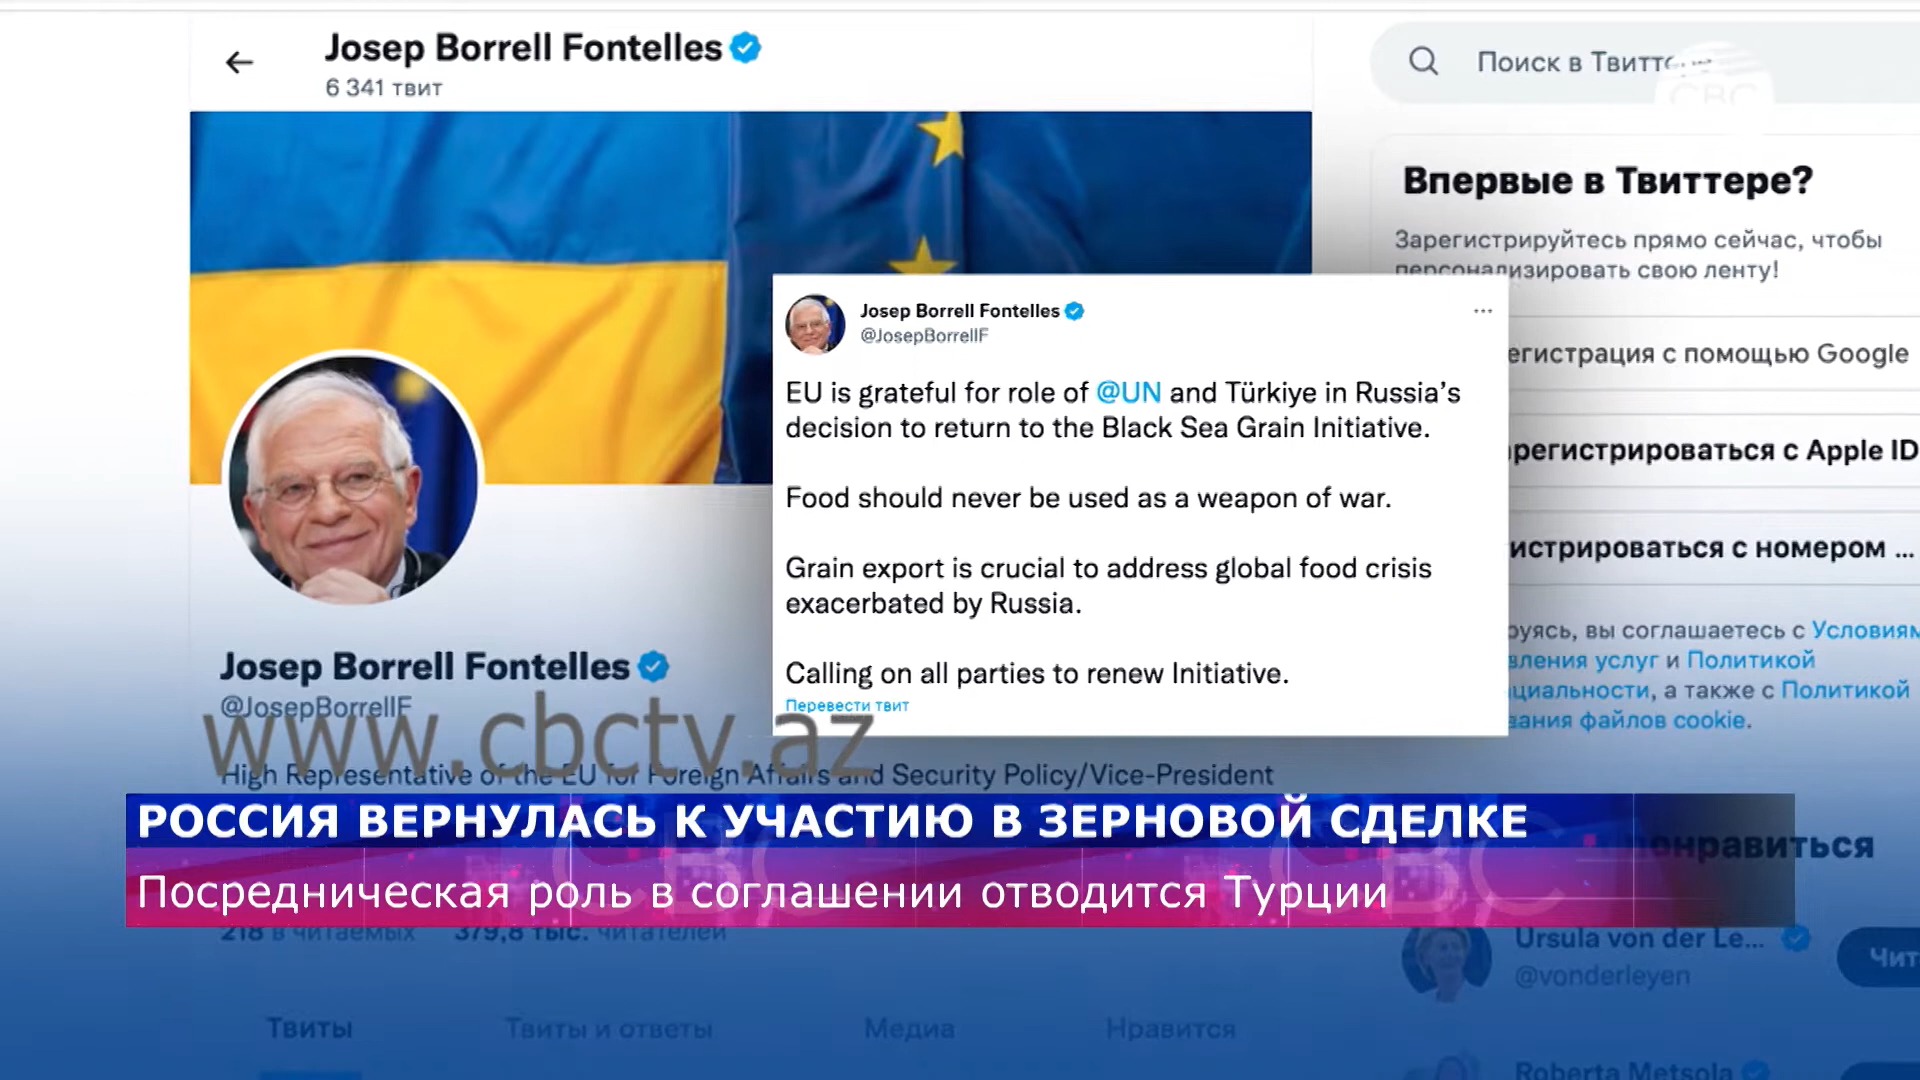 Josep Borrell Fontelles
6 341 твит
Поиск в Твиттере
CBC
Впервые в Твиттере?
Зарегистрируйтесь прямо сейчас, чтобы
персонализировать свою ленту!
егистрация с помощью Google
регистрироваться с Apple ID
истрироваться с номером ...
руясь, вы соглашаетесь с Условиям
вления услуг и Политикой
циальности, а также с Политикой
вания файлов cookie.
Josep Borrell Fontelles
@JosepBorrellF
EU is grateful for role of @UN and Türkiye in Russia's
decision to return to the Black Sea Grain Initiative.
Food should never be used as a weapon of war.
Grain export is crucial to address global food crisis
exacerbated by Russia.
Calling on all parties to renew Initiative.
Перевести твит
Josep Borrell Fontelles
@JosepBorrellF
www.cbctv.az
High Representative of the EU for Foreign Affairs and Security Policy/Vice-President
РОССИЯ ВЕРНУЛАСЬ К УЧАСТИЮ В ЗЕРНОВОЙ СДЕЛКЕ
Посредническая роль в соглашении отводится Турции
понравиться
218 в читаемых 379,8 тыс. читателей
Ursula von der Le...
@vonderleyen
Чит
Твиты Твиты и ответы Медиа Нравится
Roberta Metsola